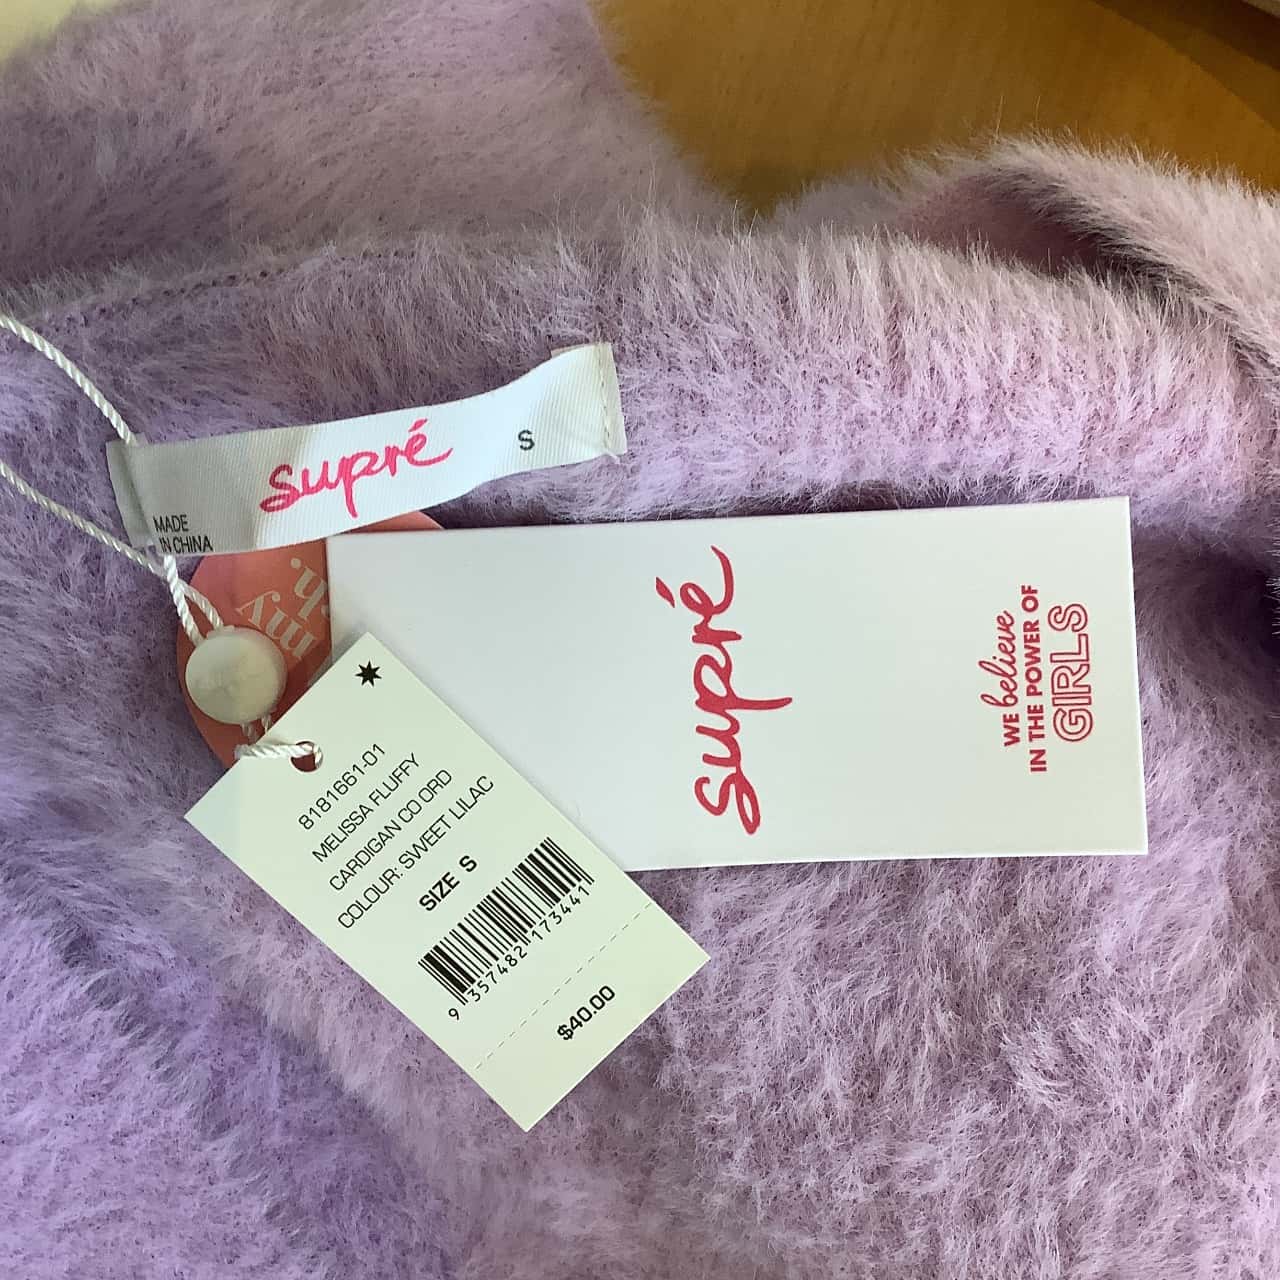 supré
S
MADE
IN CHINA
my
supré
WE believe
IN THE POWER OF
GIRLS
8181661-01
MELISSA FLUFFY
CARDIGAN CO ORD
COLOUR: SWEET LILAC
SIZE S
9 357482 173441
$40.00